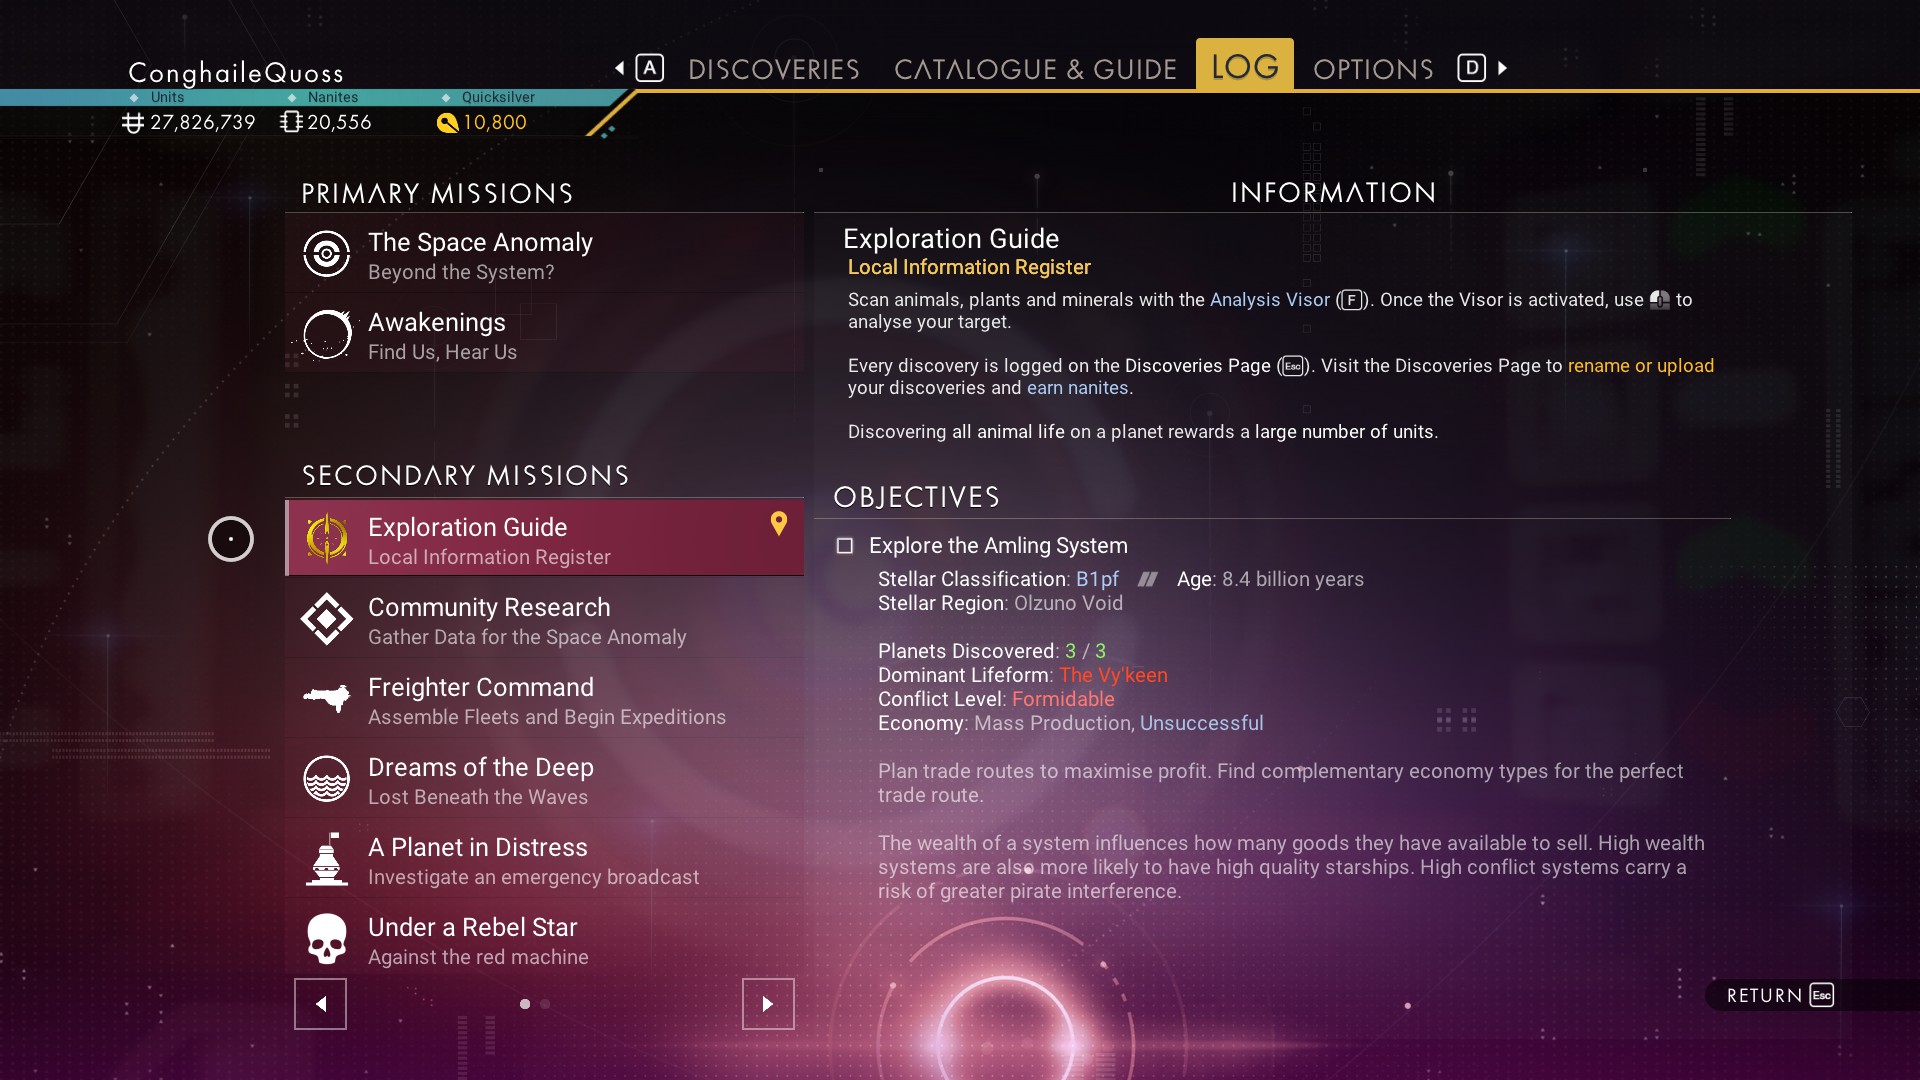 ConghaileQuoss
A DISCOVERIES CATALOGUE & GUIDE LOG OPTIONS D
Units Nanites Quicksilver
27,826,739 20,556 10,800
PRIMARY MISSIONS
The Space Anomaly
Beyond the System?
Awakenings
Find Us, Hear Us
SECONDARY MISSIONS
Exploration Guide
Local Information Register
Community Research
Gather Data for the Space Anomaly
Freighter Command
Assemble Fleets and Begin Expeditions
Dreams of the Deep
Lost Beneath the Waves
A Planet in Distress
Investigate an emergency broadcast
Under a Rebel Star
Against the red machine
INFORMATION
Exploration Guide
Local Information Register
Scan animals, plants and minerals with the Analysis Visor (F). Once the Visor is activated, use to
analyse your target.
Every discovery is logged on the Discoveries Page (Esc). Visit the Discoveries Page to rename or upload
your discoveries and earn nanites.
Discovering all animal life on a planet rewards a large number of units.
OBJECTIVES
Explore the Amling System
Stellar Classification: B1pf // Age: 8.4 billion years
Stellar Region: Olzuno Void
Planets Discovered: 3 / 3
Dominant Lifeform: The Vy'keen
Conflict Level: Formidable
Economy: Mass Production, Unsuccessful
Plan trade routes to maximise profit. Find complementary economy types for the perfect
trade route.
The wealth of a system influences how many goods they have available to sell. High wealth
systems are also more likely to have high quality starships. High conflict systems carry a
risk of greater pirate interference.
RETURN Esc